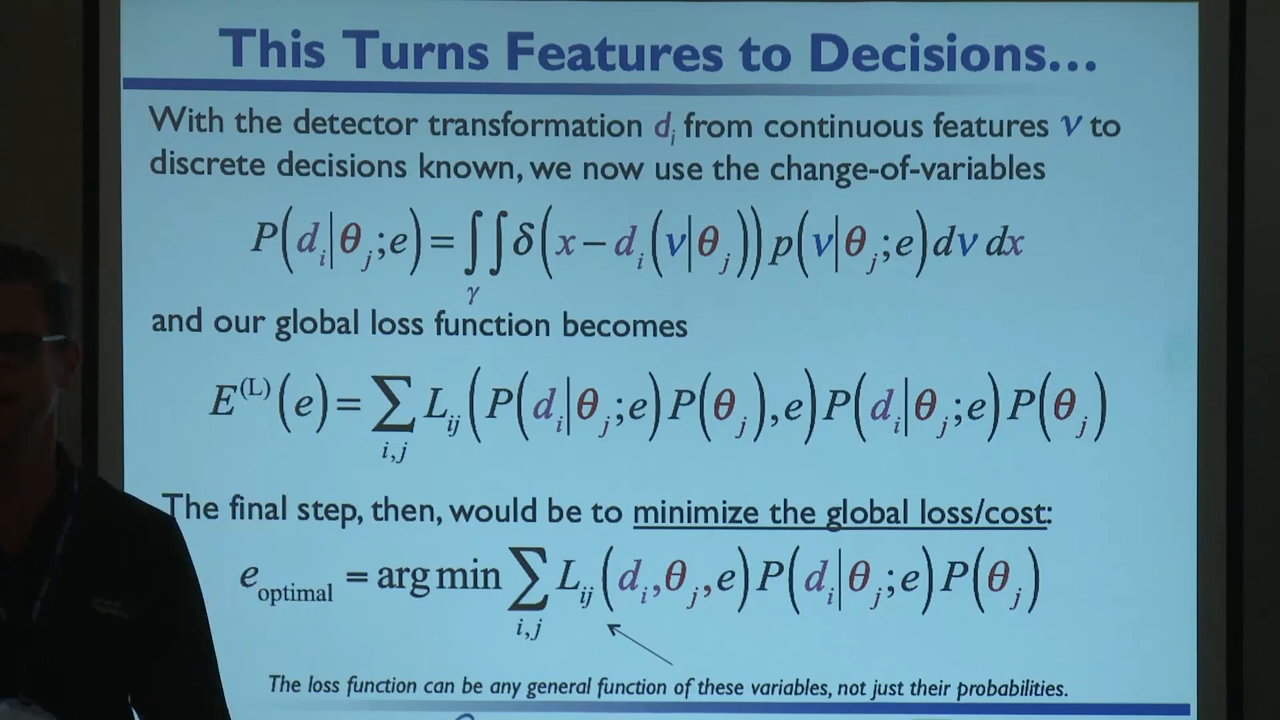 This Turns Features to Decisions...
With the detector transformation dᵢ from continuous features ν to
discrete decisions known, we now use the change-of-variables
P(dᵢ|θⱼ;e) = ∫∫_γ δ(x − dᵢ(ν|θⱼ)) p(ν|θⱼ;e) dν dx
and our global loss function becomes
E^(L)(e) = ∑_{i,j} L_ij (P(dᵢ|θⱼ;e)P(θⱼ),e) P(dᵢ|θⱼ;e) P(θⱼ)
The final step, then, would be to minimize the global loss/cost:
e_optimal = arg min ∑_{i,j} L_ij (dᵢ,θⱼ,e) P(dᵢ|θⱼ;e) P(θⱼ)
The loss function can be any general function of these variables, not just their probabilities.